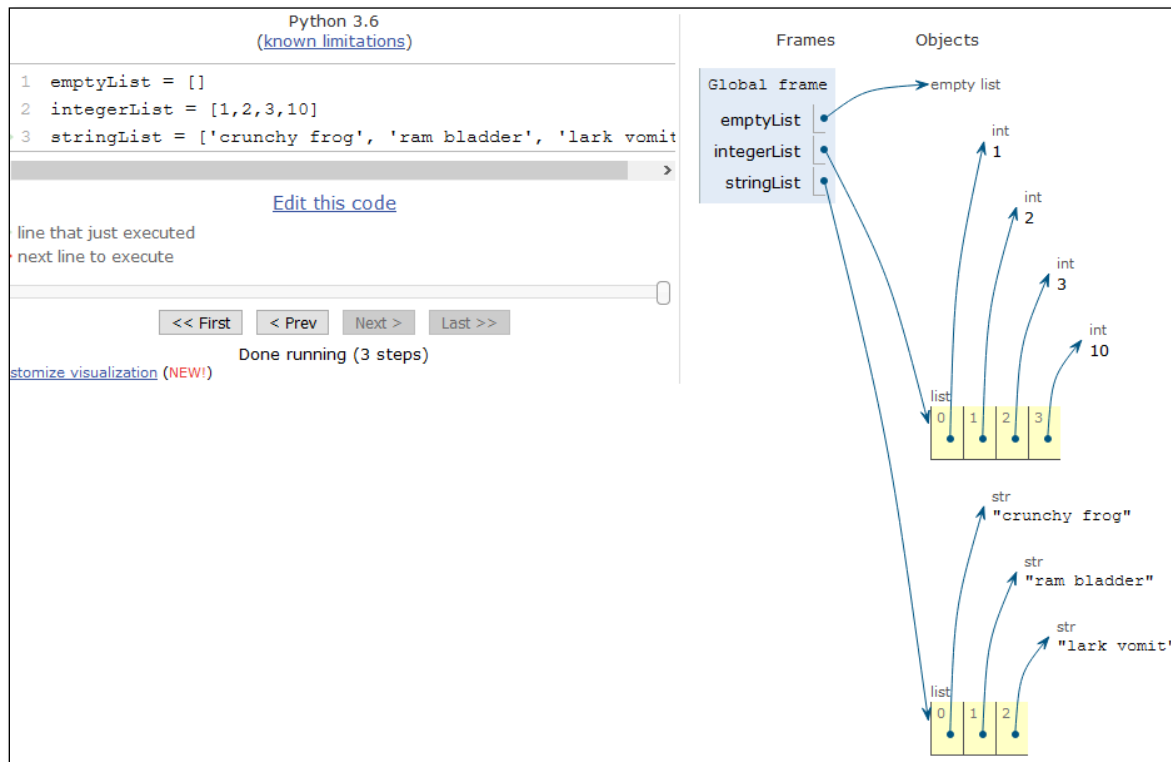 Python 3.6
(known limitations)
1 emptyList = []
2 integerList = [1,2,3,10]
3 stringList = ['crunchy frog', 'ram bladder', 'lark vomit
Edit this code
line that just executed
next line to execute
<< First < Prev Next > Last >>
Done running (3 steps)
stomize visualization (NEW!)
Frames Objects
Global frame
emptyList
integerList
stringList
empty list
int
1
int
2
int
3
int
10
list
0 1 2 3
str
"crunchy frog"
str
"ram bladder"
str
"lark vomit"
list
0 1 2